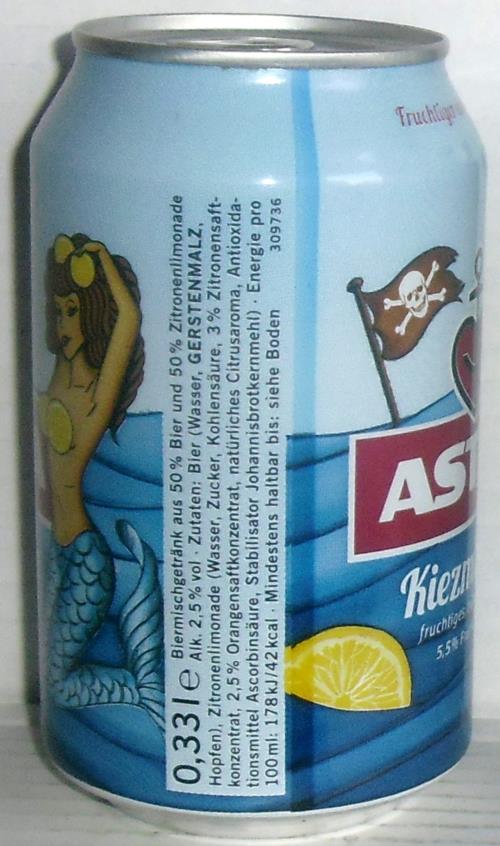 0,33 l e
Biermischgetränk aus 50 % Bier und 50 % Zitronenlimonade
Alk. 2,5 % vol · Zutaten: Bier (Wasser, GERSTENMALZ,
Hopfen), Zitronenlimonade (Wasser, Zucker, Kohlensäure, 3 % Zitronensaft-
konzentrat, 2,5 % Orangensaftkonzentrat, natürliches Citrusaroma, Antioxida-
tionsmittel Ascorbinsäure, Stabilisator Johannisbrotkernmehl) · Energie pro
100 ml: 178 kJ/42 kcal · Mindestens haltbar bis: siehe Boden 309736
Fruchtiges
AST
Kiezm
fruchtiges
5,5%